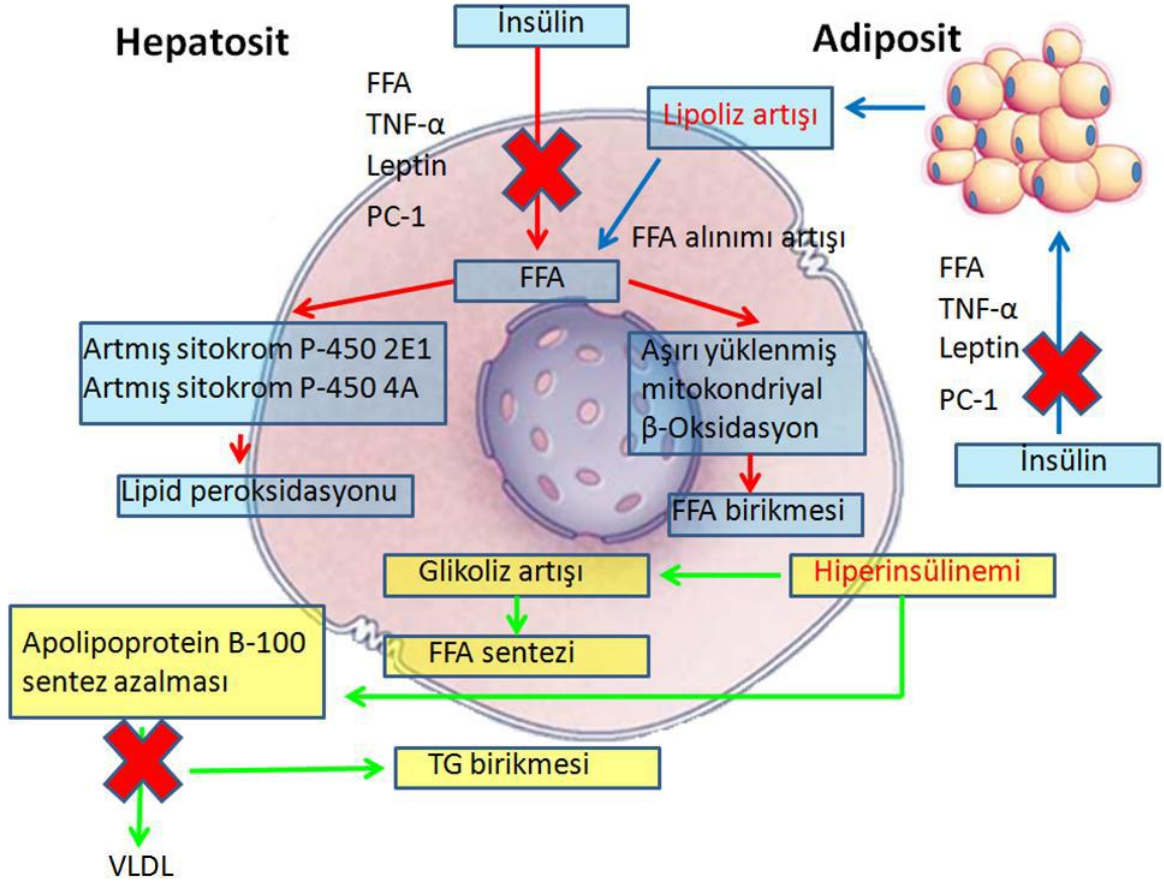 Hepatosit
İnsülin
Adiposit
FFA
TNF-α
Leptin
PC-1
Lipoliz artışı
FFA alınımı artışı
FFA
Artmış sitokrom P-450 2E1
Artmış sitokrom P-450 4A
Lipid peroksidasyonu
Aşırı yüklenmiş
mitokondriyal
β-Oksidasyon
FFA birikmesi
FFA
TNF-α
Leptin
PC-1
İnsülin
Glikoliz artışı
Hiperinsülinemi
FFA sentezi
Apolipoprotein B-100
sentez azalması
TG birikmesi
VLDL